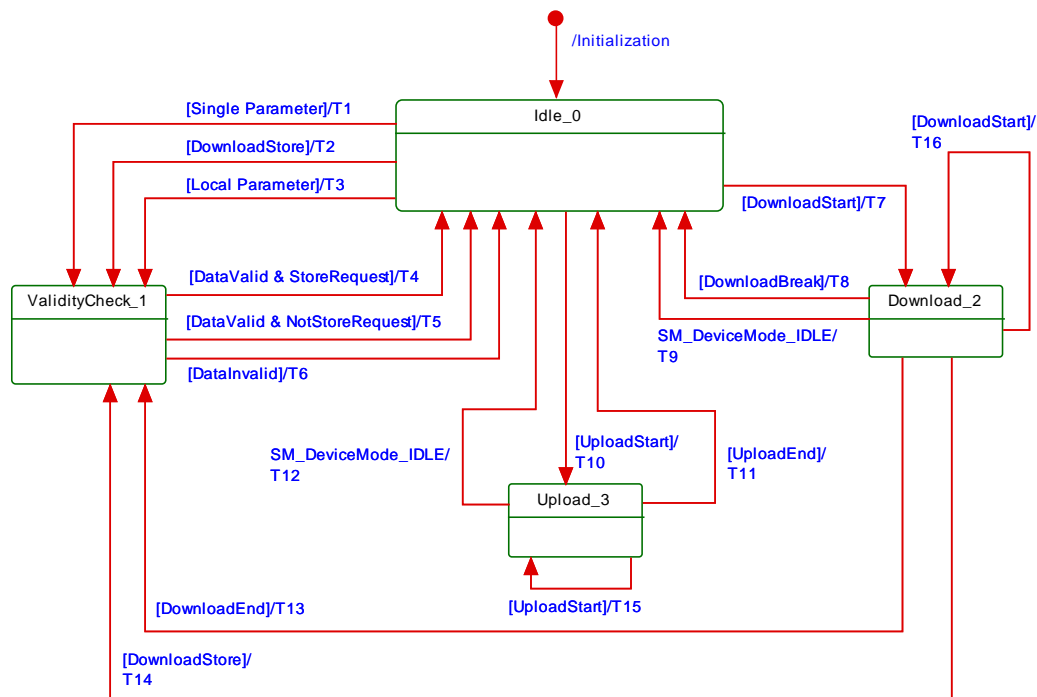 /Initialization
Idle_0
[Single Parameter]/T1
[DownloadStore]/T2
[Local Parameter]/T3
[DownloadStart]/
T16
[DownloadStart]/T7
[DataValid & StoreRequest]/T4
[DownloadBreak]/T8
ValidityCheck_1
Download_2
[DataValid & NotStoreRequest]/T5
SM_DeviceMode_IDLE/
T9
[DataInvalid]/T6
SM_DeviceMode_IDLE/
T12
[UploadStart]/
T10
[UploadEnd]/
T11
Upload_3
[DownloadEnd]/T13
[UploadStart]/T15
[DownloadStore]/
T14